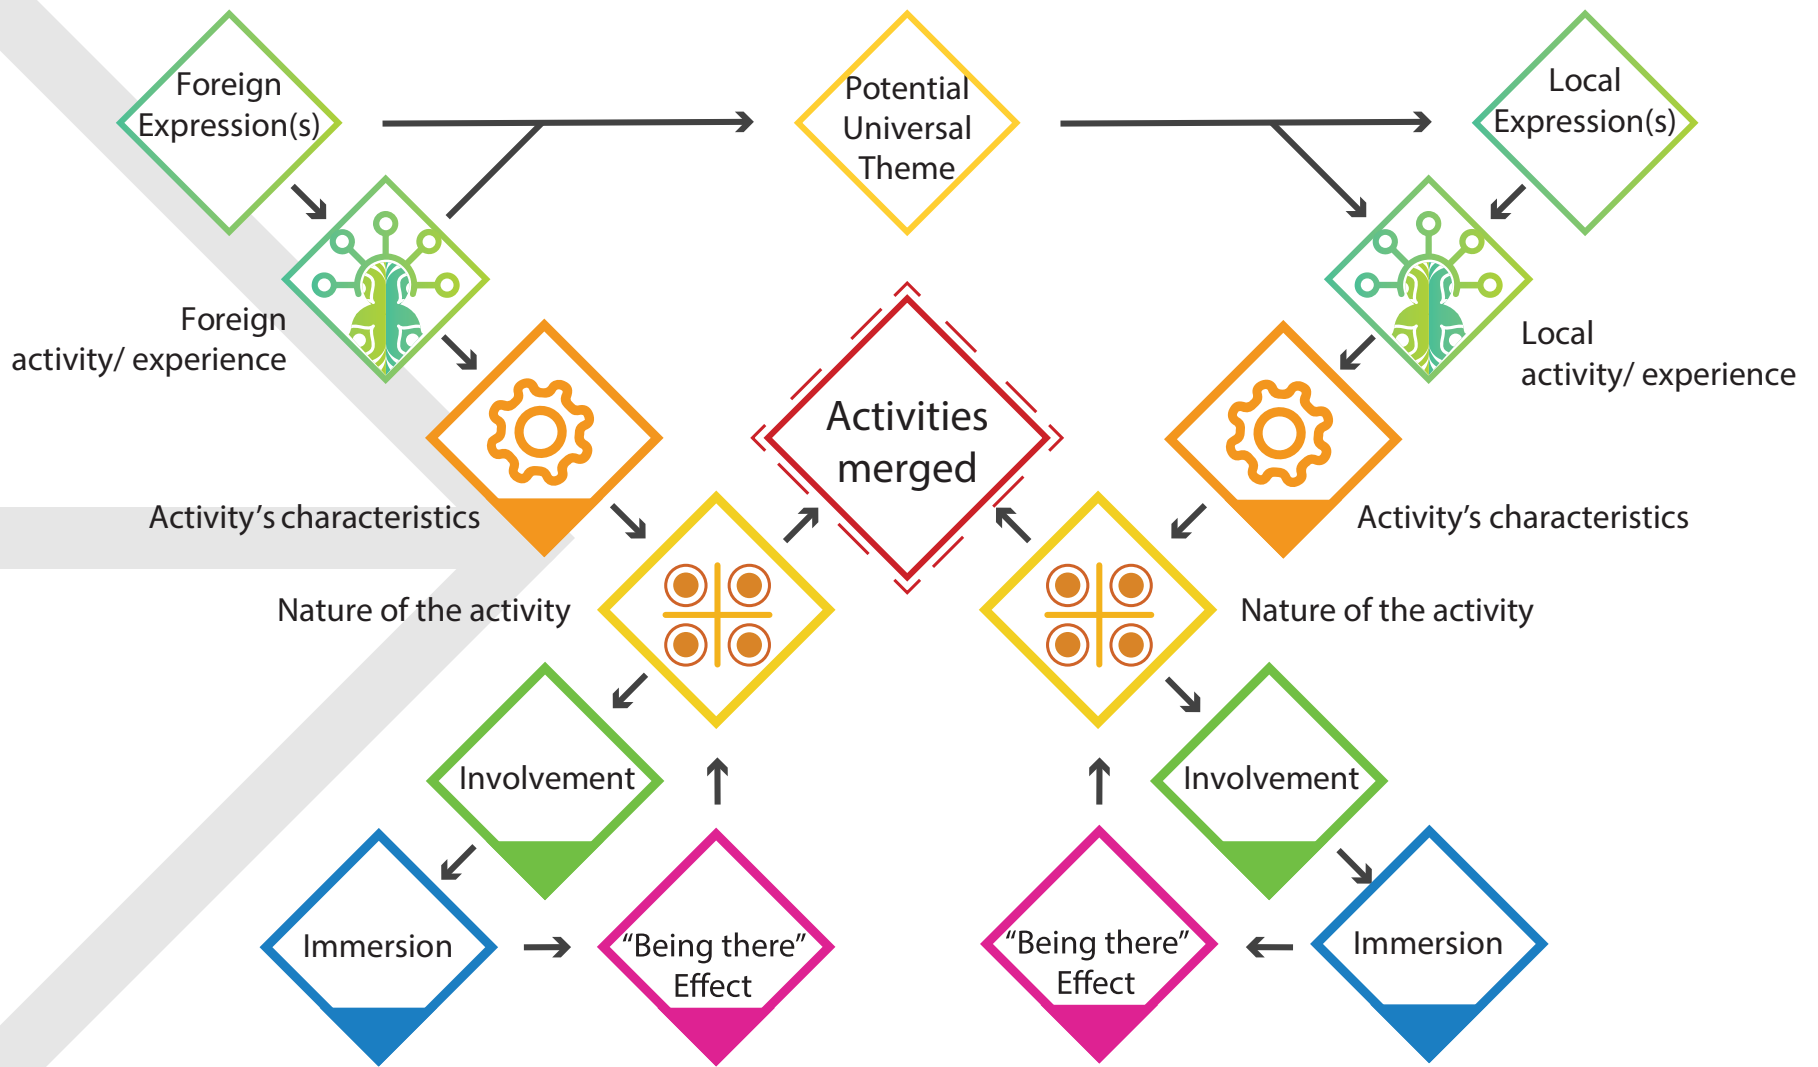 Foreign
Expression(s)
Potential
Universal
Theme
Local
Expression(s)
Foreign
activity/ experience
Local
activity/ experience
Activities
merged
Activity's characteristics
Activity's characteristics
Nature of the activity
Nature of the activity
Involvement
Involvement
Immersion
“Being there”
Effect
“Being there”
Effect
Immersion